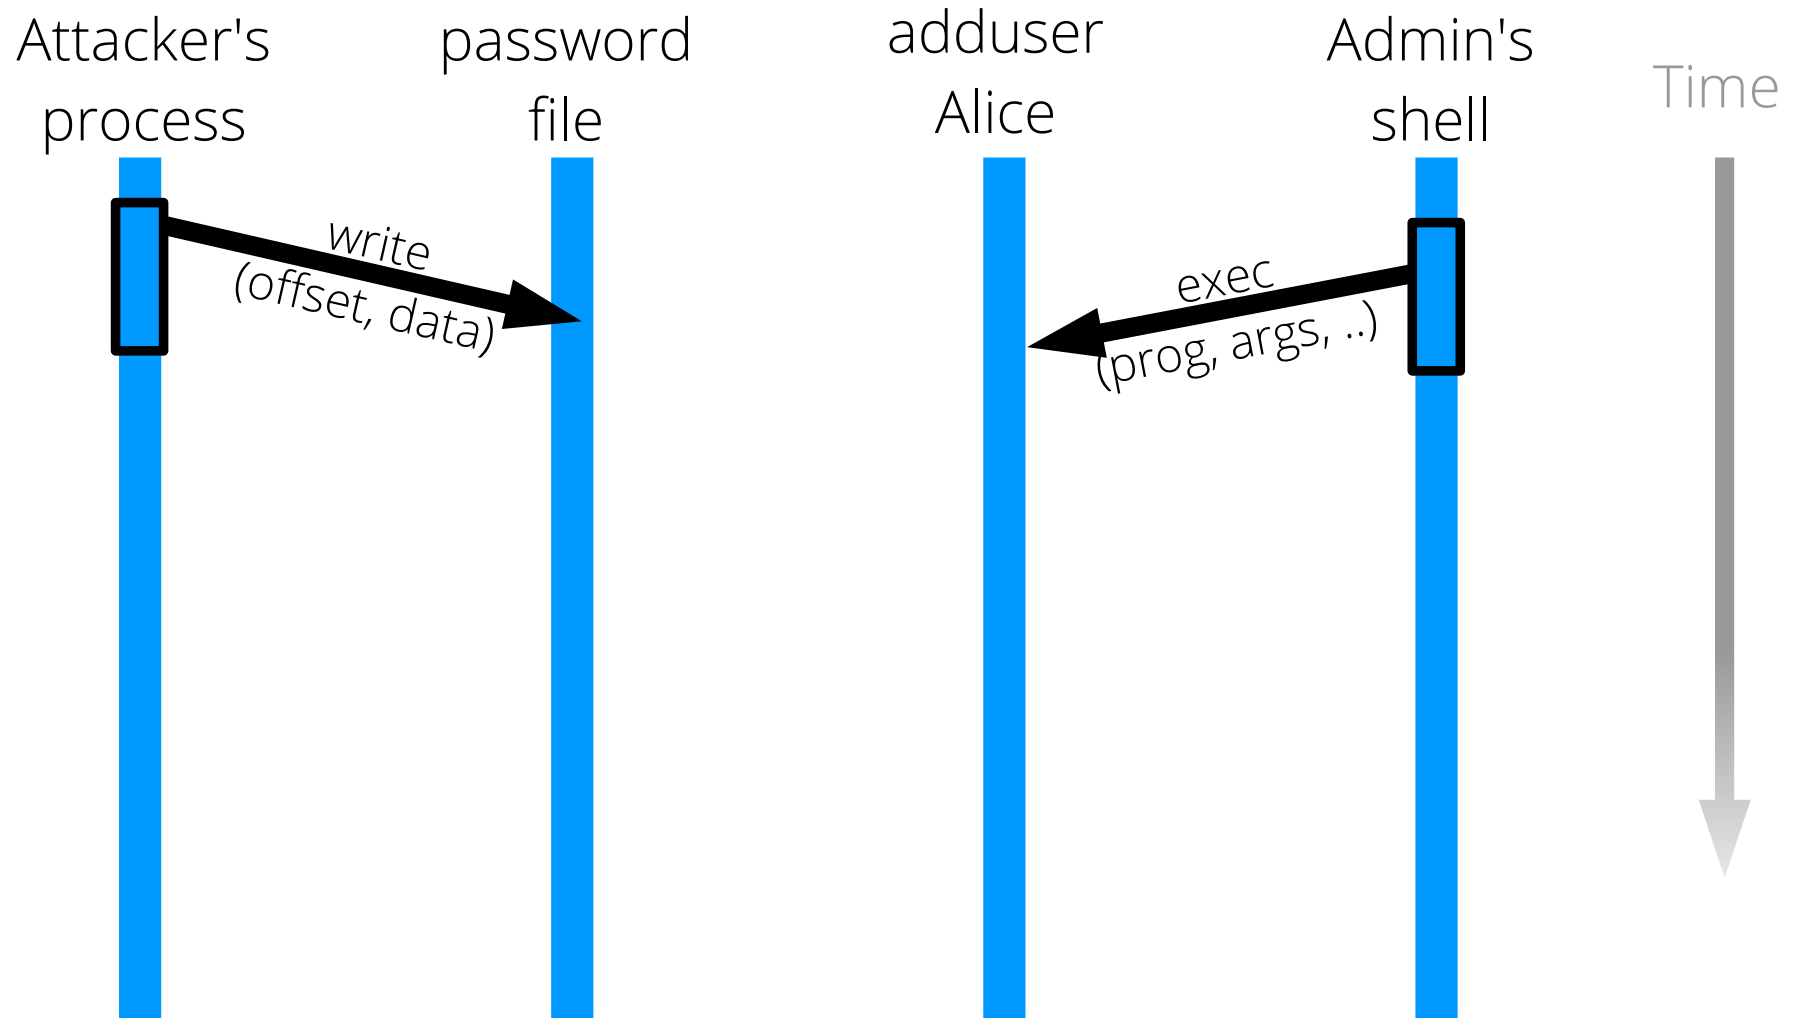 Attacker's
process
password
file
adduser
Alice
Admin's
shell
Time
write
(offset, data)
exec
(prog, args, ..)